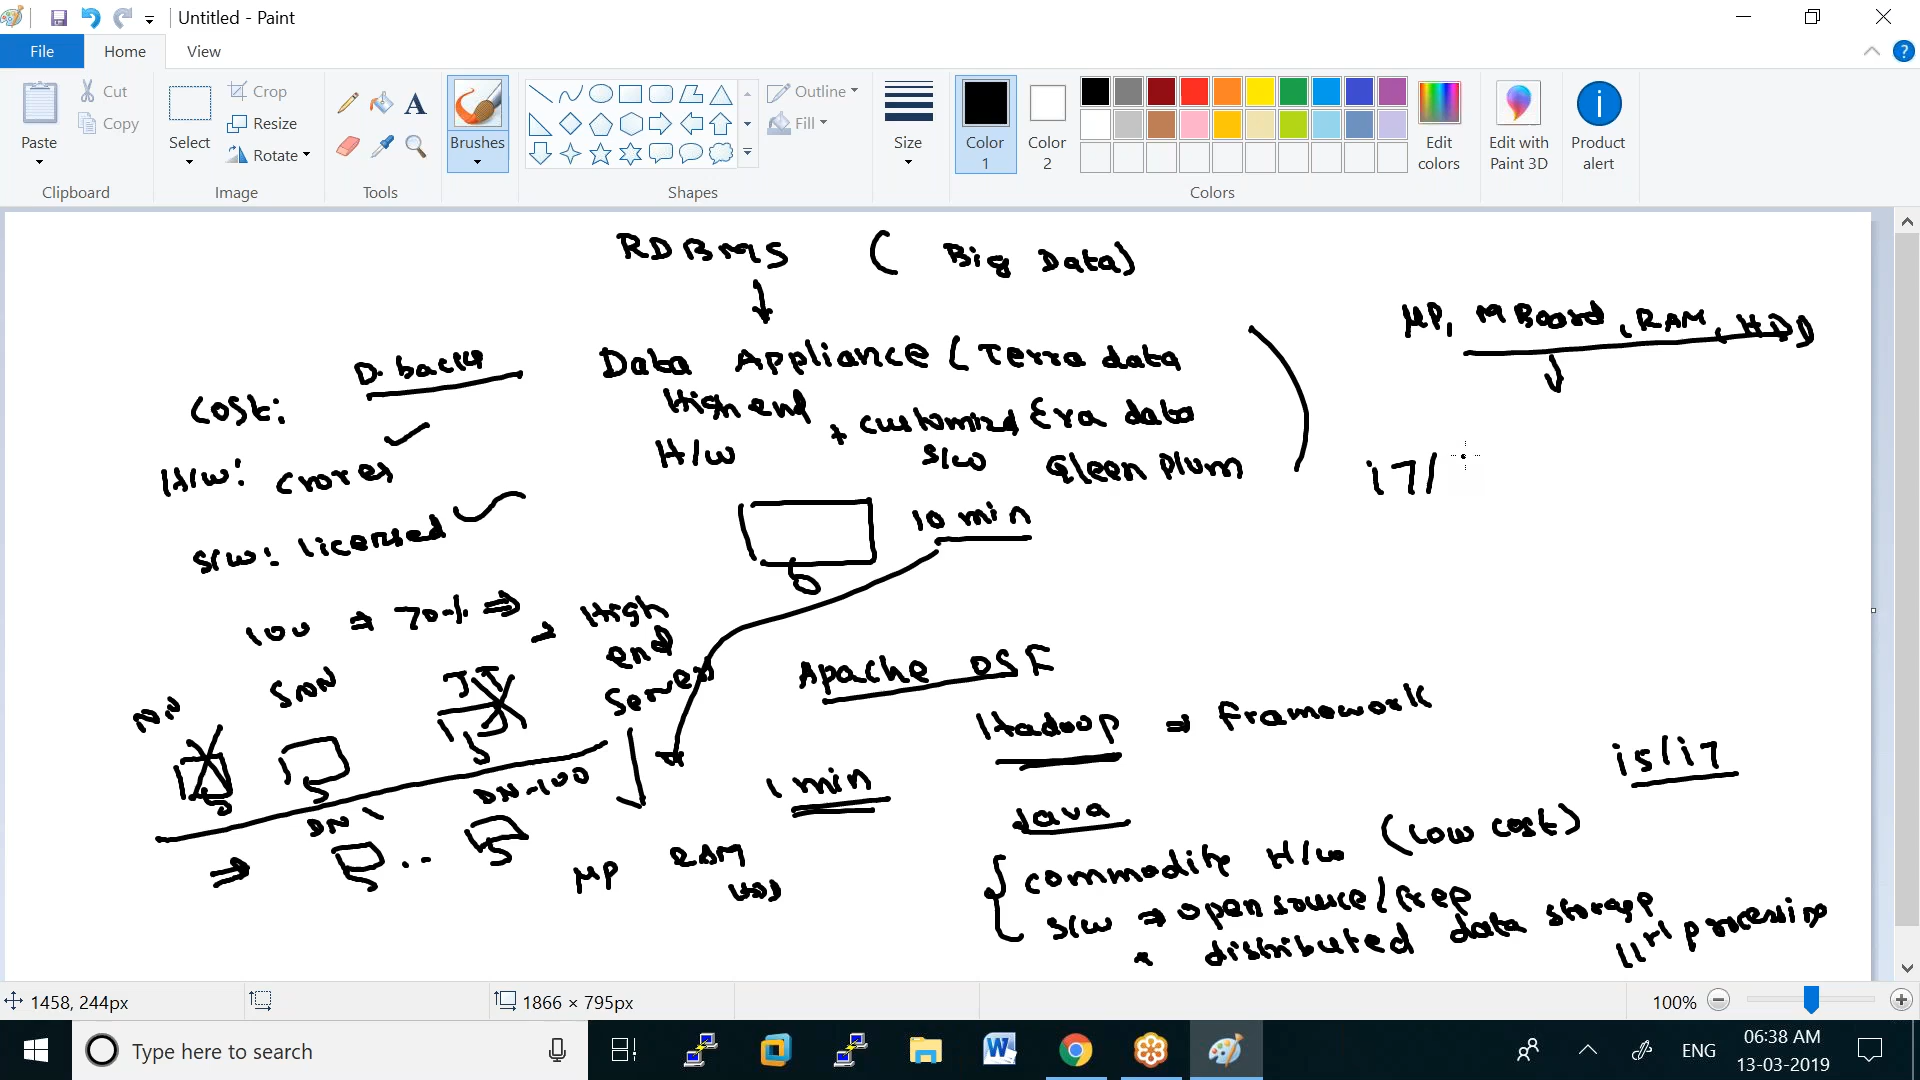 Untitled - Paint
File Home View
Paste
Cut
Copy
Clipboard
Select
Crop
Resize
Rotate
Image
Tools
Brushes
Shapes
Outline
Fill
Size
Color 1
Color 2
Colors
Edit colors
Edit with Paint 3D
Product alert
RDBMS ( Big Data)
μP, MBoard, RAM, HDD
D. backs
Data Appliance ( Terra data
Cost:
High end + customized Exa data
H/w S/w Gleen plum
H/w: crores
i7/
S/w: licensed
10 min
100 ⇒ 70% ⇒ → High end Server
NN SNN JT
Apache OSF
Hadoop ⇒ Framework
i5/i7
DN-100
1 min
DN 1
Java
..
μP RAM HDD
commodity H/w (low cost)
S/w ⇒ open source/free
distributed data storage
ll'l processing
1458, 244px
1866 × 795px
100%
Type here to search
ENG
06:38 AM
13-03-2019